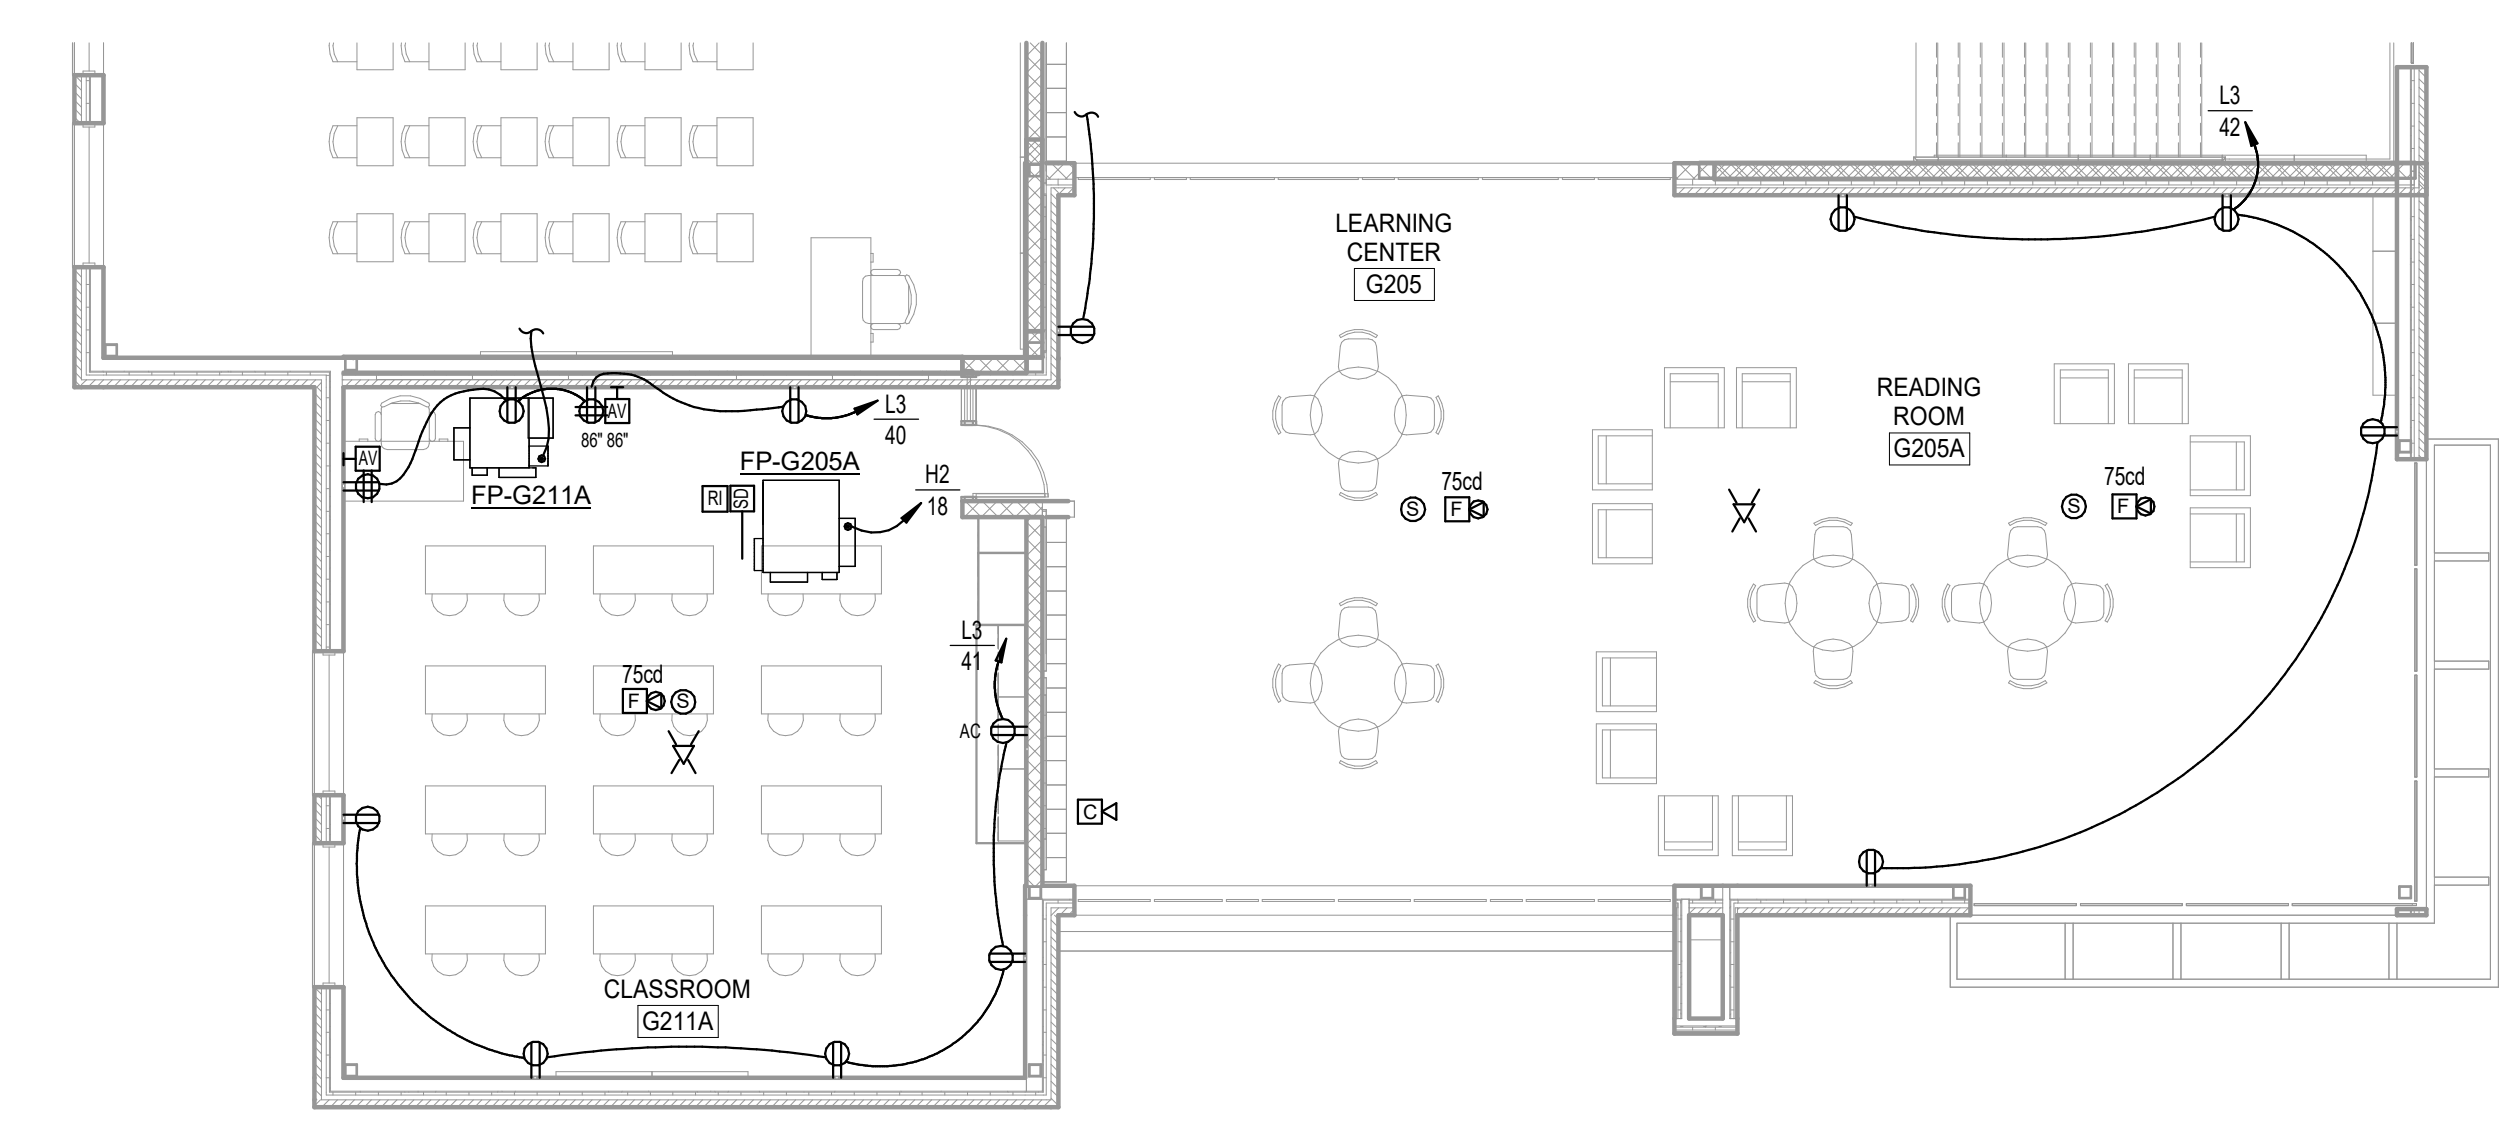 L3
42
LEARNING
CENTER
G205
READING
ROOM
G205A
L3
40
AV
86" 86"
AV
FP-G211A
FP-G205A
H2
18
RI
SD
75cd
S
F
75cd
S
F
L3
41
75cd
F
S
AC
C
CLASSROOM
G211A